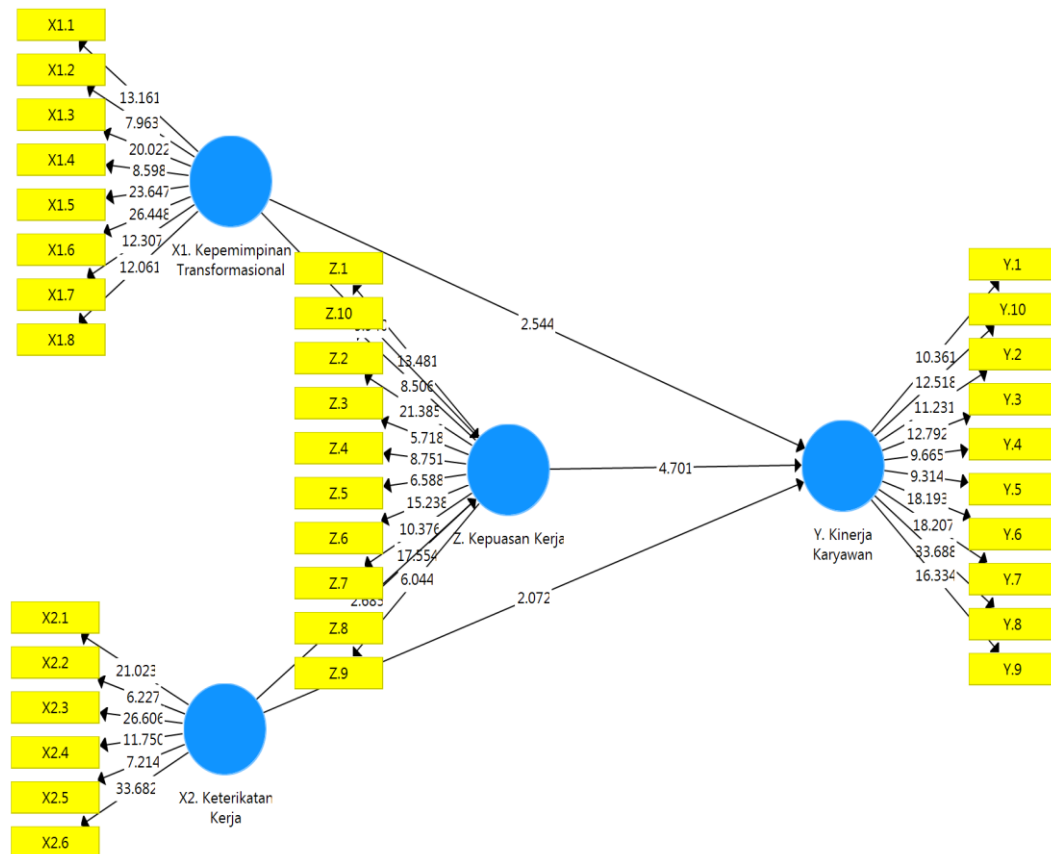 X1.1
X1.2
X1.3
X1.4
X1.5
X1.6
X1.7
X1.8
13.161
7.963
20.022
8.598
23.647
26.448
12.307
12.061
X1. Kepemimpinan
Transformasional
X2.1
X2.2
X2.3
X2.4
X2.5
X2.6
21.023
6.227
26.606
11.750
7.214
33.682
X2. Keterikatan
Kerja
Z.1
Z.10
Z.2
Z.3
Z.4
Z.5
Z.6
Z.7
Z.8
Z.9
13.481
8.506
21.385
5.718
8.751
6.588
15.238
10.376
17.554
6.044
2.685
Z. Kepuasan Kerja
2.544
4.701
2.072
Y. Kinerja
Karyawan
10.361
12.518
11.231
12.792
9.665
9.314
18.193
18.207
33.688
16.334
Y.1
Y.10
Y.2
Y.3
Y.4
Y.5
Y.6
Y.7
Y.8
Y.9